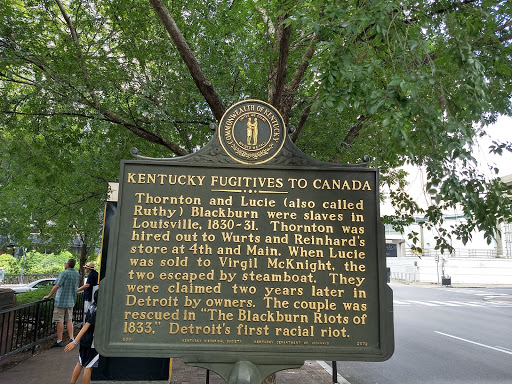 COMMONWEALTH OF KENTUCKY
KENTUCKY FUGITIVES TO CANADA
Thornton and Lucie (also called
Ruthy) Blackburn were slaves in
Louisville, 1830-31. Thornton was
hired out to Wurts and Reinhard's
store at 4th and Main. When Lucie
was sold to Virgil McKnight, the
two escaped by steamboat. They
were claimed two years later in
Detroit by owners. The couple was
rescued in "The Blackburn Riots of
1833," Detroit's first racial riot.
KENTUCKY HISTORICAL SOCIETY KENTUCKY DEPARTMENT OF HIGHWAYS